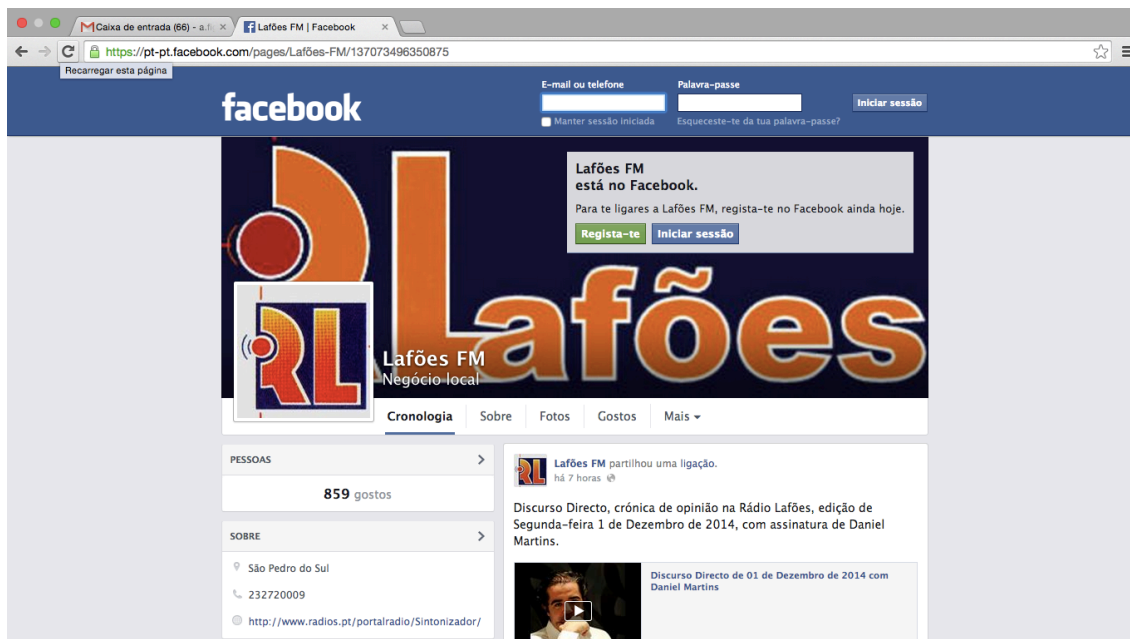 Caixa de entrada (66) - a.fi
Lafões FM | Facebook
https://pt-pt.facebook.com/pages/Lafões-FM/137073496350875
Recarregar esta página
facebook
E-mail ou telefone
Palavra-passe
Iniciar sessão
Manter sessão iniciada
Esqueceste-te da tua palavra-passe?
RLafões
Lafões FM
está no Facebook.
Para te ligares a Lafões FM, regista-te no Facebook ainda hoje.
Regista-te
Iniciar sessão
RL
Lafões FM
Negócio local
Cronologia
Sobre
Fotos
Gostos
Mais
PESSOAS
859 gostos
SOBRE
São Pedro do Sul
232720009
http://www.radios.pt/portalradio/Sintonizador/
RL
Lafões FM partilhou uma ligação.
há 7 horas
Discurso Directo, crónica de opinião na Rádio Lafões, edição de
Segunda-feira 1 de Dezembro de 2014, com assinatura de Daniel
Martins.
Discurso Directo de 01 de Dezembro de 2014 com
Daniel Martins